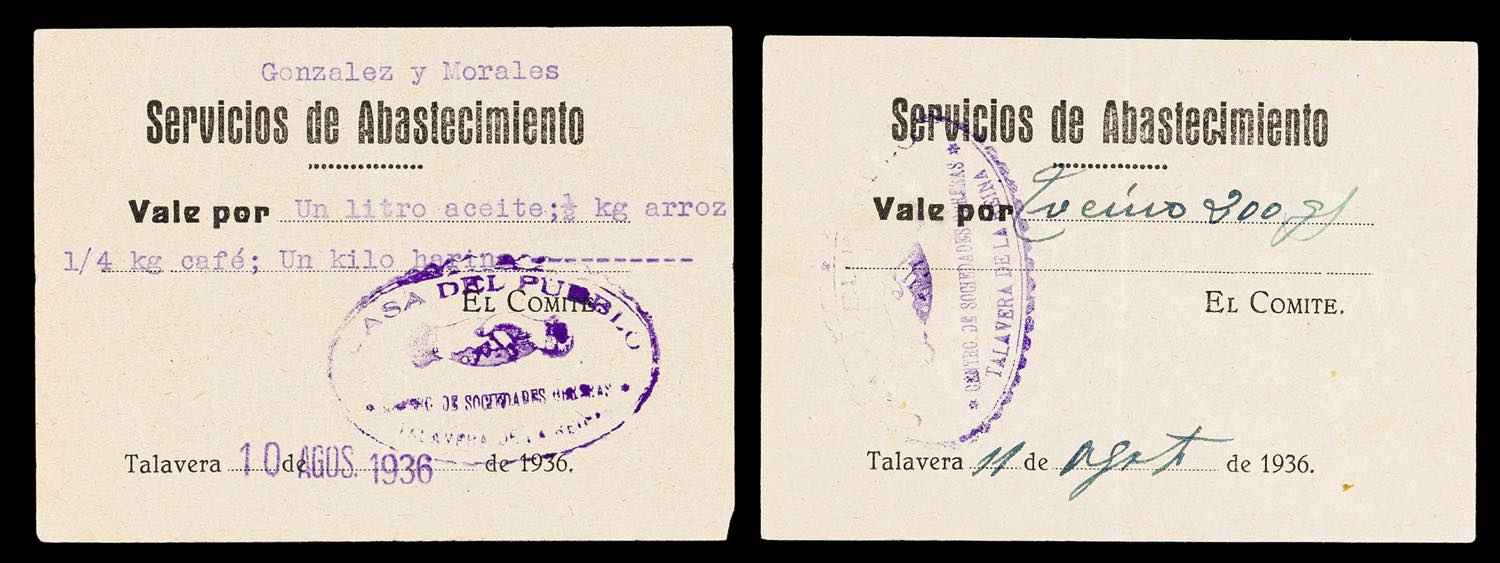 Gonzalez y Morales
Servicios de Abastecimiento
Vale por Un litro aceite; ½ kg arroz
1/4 kg café; Un kilo harina
EL COMITE.
CASA DEL PUEBLO
CENTRO DE SOCIEDADES OBRERAS
TALAVERA DE LA REINA
Talavera 10 de AGOS. 1936 de 1936.
Servicios de Abastecimiento
Vale por Tocino 200 gr
EL COMITE.
CENTRO DE SOCIEDADES OBRERAS
TALAVERA DE LA REINA
Talavera 11 de agosto de 1936.